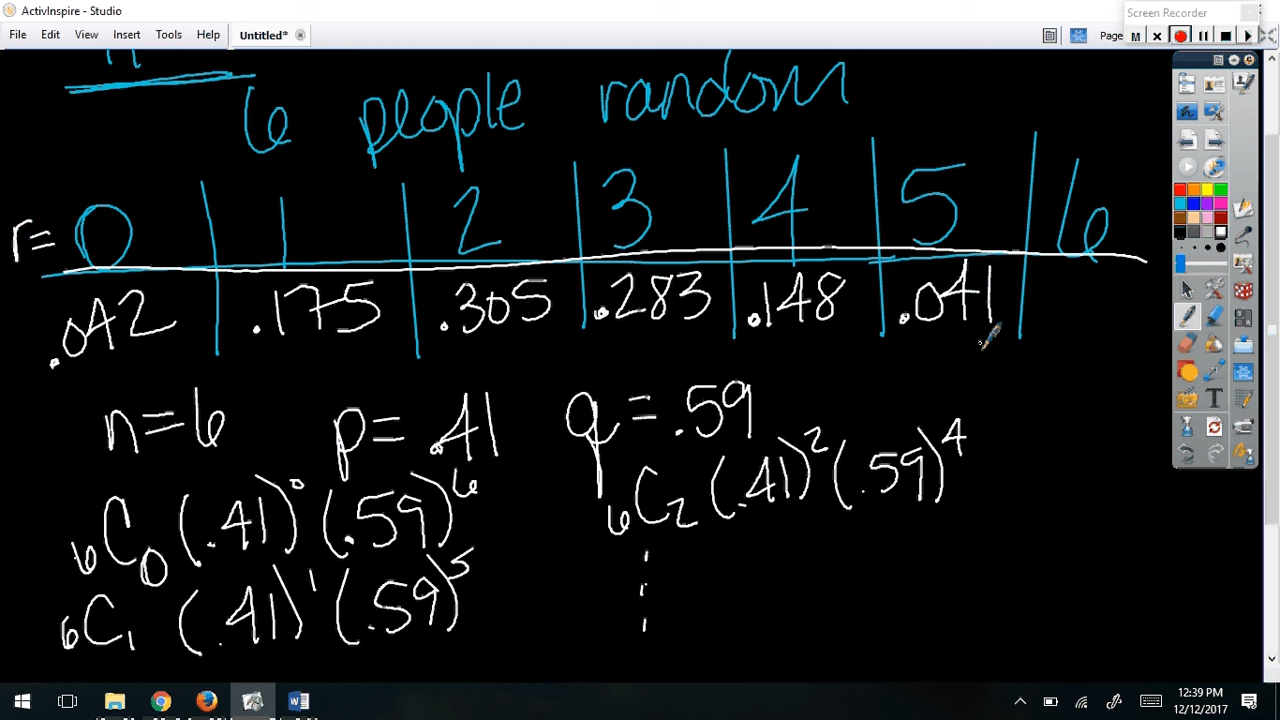 ActivInspire - Studio
Screen Recorder
File Edit View Insert Tools Help Untitled* Page
M
6 people random
r= 0 1 2 3 4 5 6
.042 .175 .305 .283 .148 .041
n=6 p= .41 q = .59
6C2 (.41)^2 (.59)^4
6C0 (.41)^0 (.59)^6
6C1 (.41)^1 (.59)^5
12:39 PM
12/12/2017